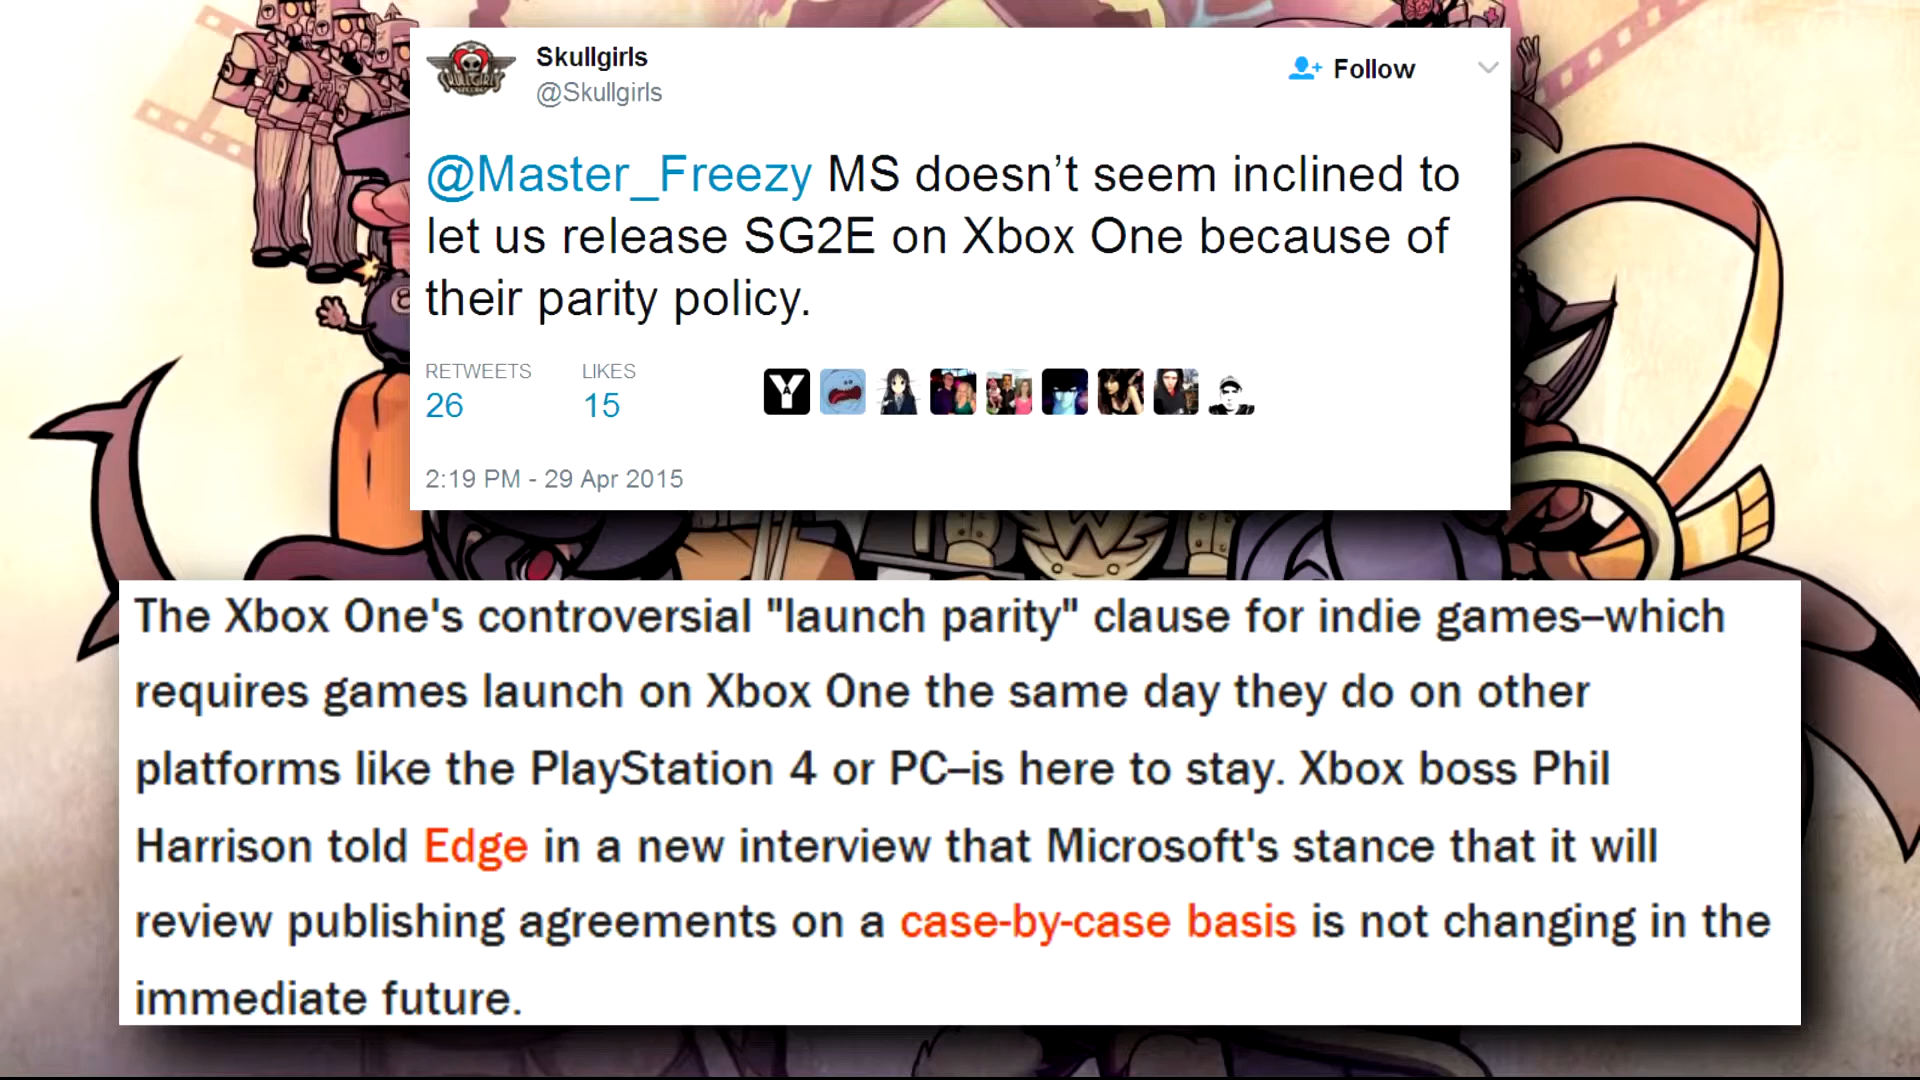 Skullgirls
@Skullgirls
Follow
@Master_Freezy MS doesn’t seem inclined to
let us release SG2E on Xbox One because of
their parity policy.
RETWEETS LIKES
26 15
2:19 PM - 29 Apr 2015
The Xbox One's controversial "launch parity" clause for indie games–which
requires games launch on Xbox One the same day they do on other
platforms like the PlayStation 4 or PC–is here to stay. Xbox boss Phil
Harrison told Edge in a new interview that Microsoft's stance that it will
review publishing agreements on a case-by-case basis is not changing in the
immediate future.